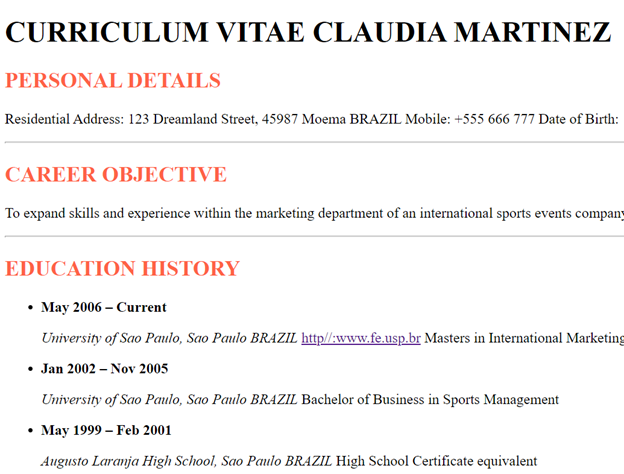 CURRICULUM VITAE CLAUDIA MARTINEZ
PERSONAL DETAILS
Residential Address: 123 Dreamland Street, 45987 Moema BRAZIL Mobile: +555 666 777 Date of Birth:
CAREER OBJECTIVE
To expand skills and experience within the marketing department of an international sports events company
EDUCATION HISTORY
• May 2006 – Current
University of Sao Paulo, Sao Paulo BRAZIL http//:www.fe.usp.br Masters in International Marketing
• Jan 2002 – Nov 2005
University of Sao Paulo, Sao Paulo BRAZIL Bachelor of Business in Sports Management
• May 1999 – Feb 2001
Augusto Laranja High School, Sao Paulo BRAZIL High School Certificate equivalent